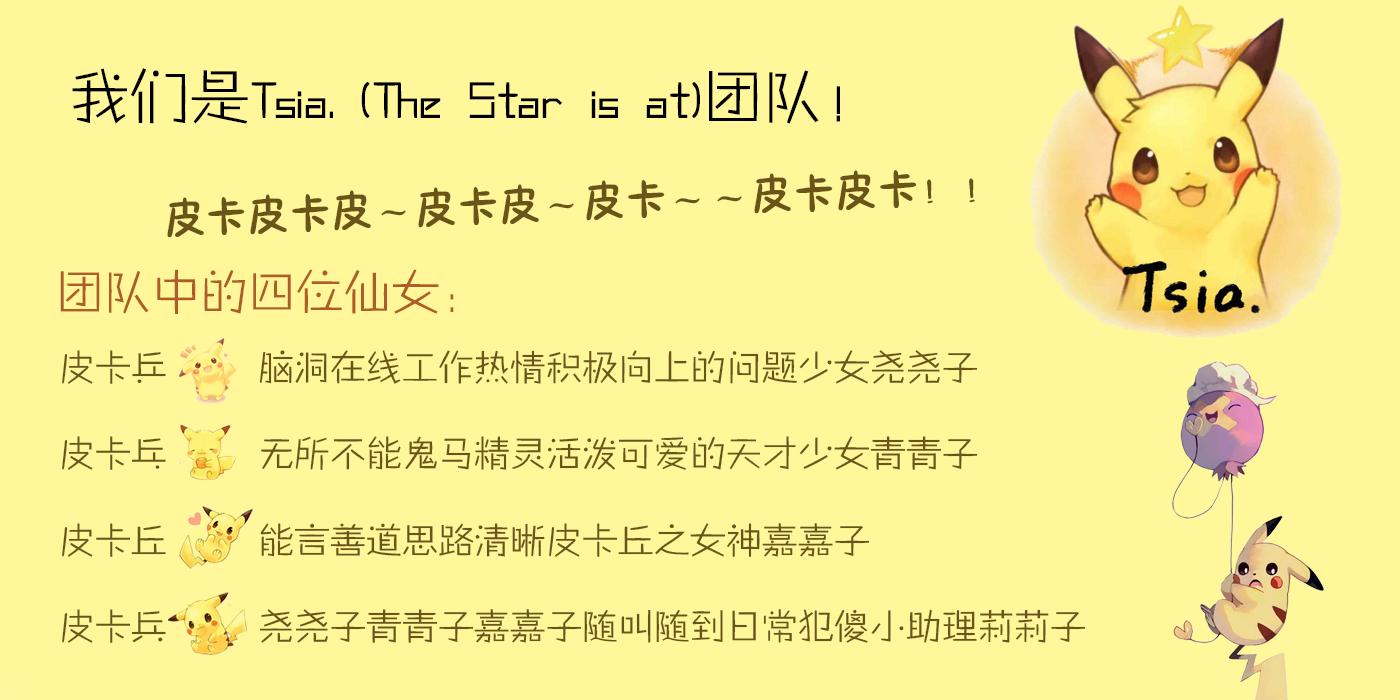 我们是Tsia.（The Star is at)团队！
皮卡皮卡皮～皮卡皮～皮卡～～皮卡皮卡！！
Tsia.
团队中的四位仙女：
皮卡乓 脑洞在线工作热情积极向上的问题少女尧尧子
皮卡乒 无所不能鬼马精灵活泼可爱的天才少女青青子
皮卡丘 能言善道思路清晰皮卡丘之女神嘉嘉子
皮卡兵 尧尧子青青子嘉嘉子随叫随到日常犯傻小助理莉莉子